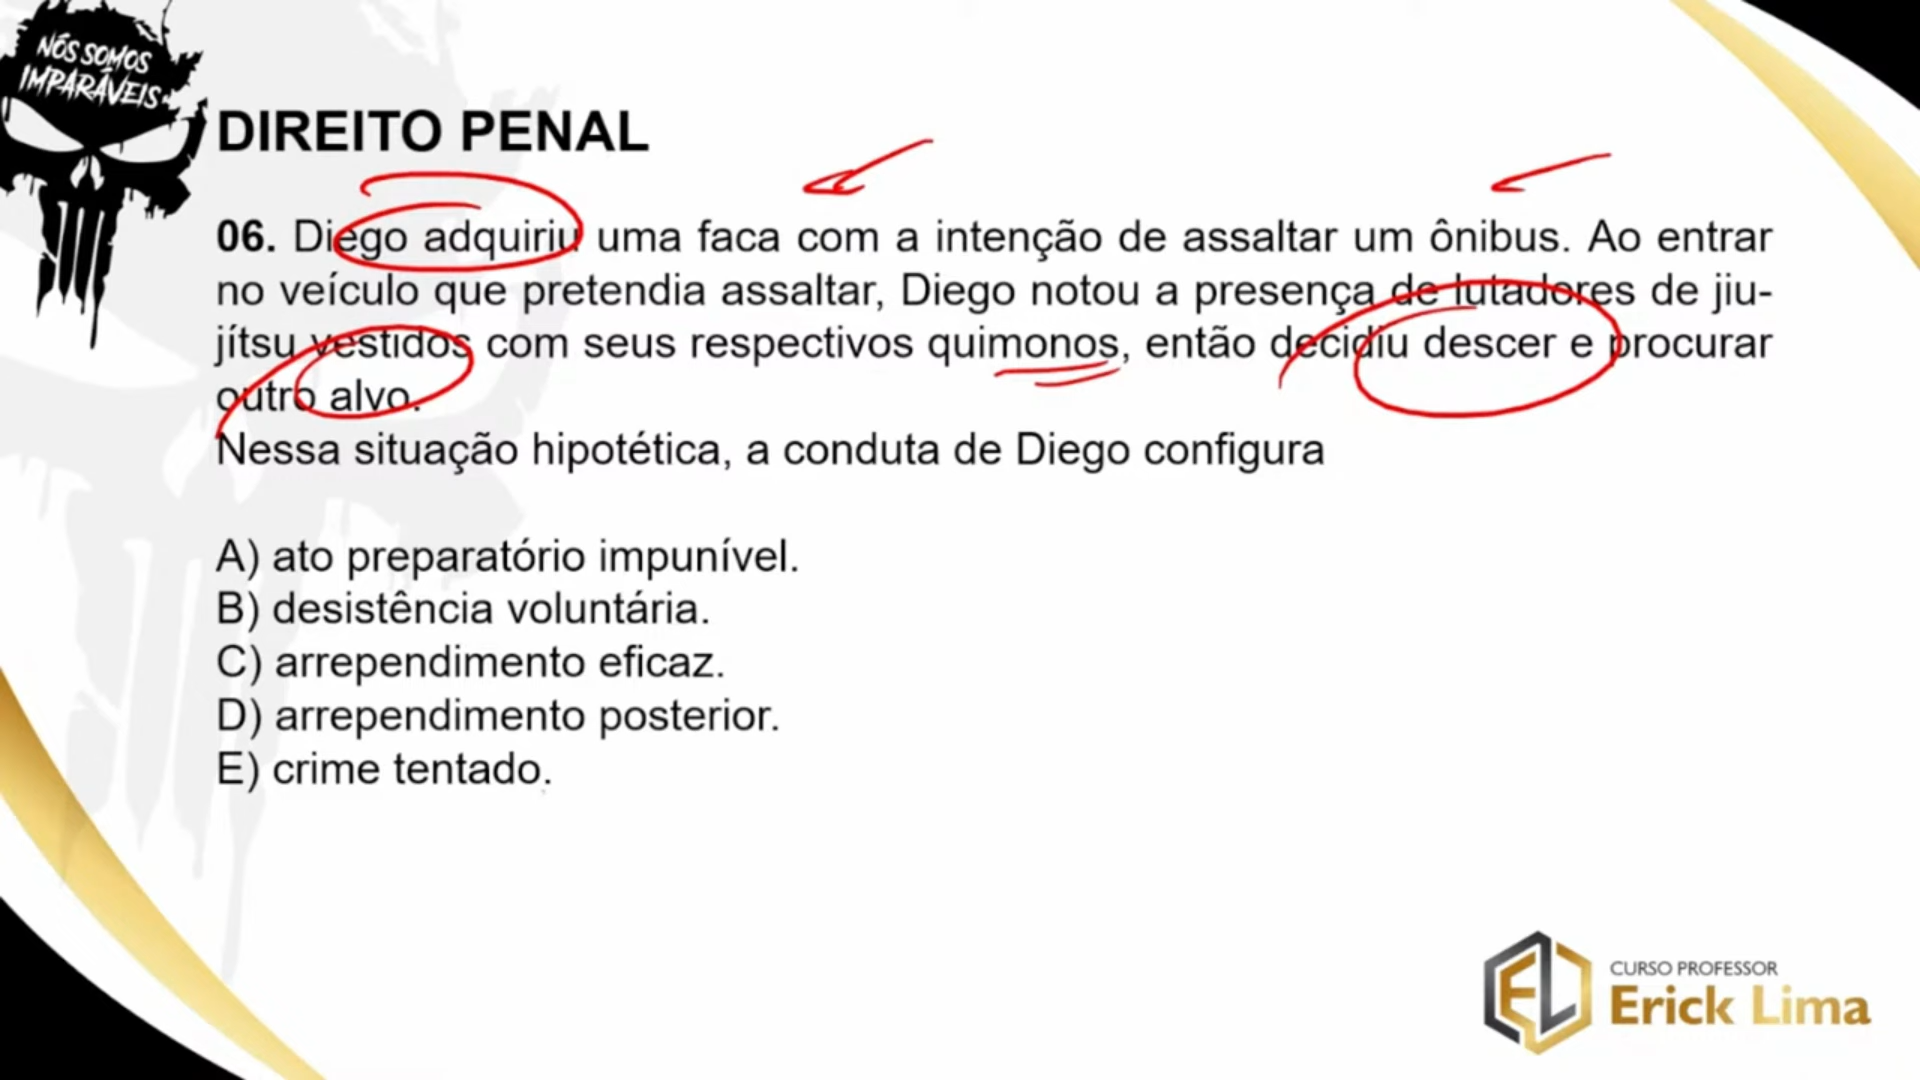 NÓS SOMOS
IMPARÁVEIS
DIREITO PENAL
06. Diego adquiriu uma faca com a intenção de assaltar um ônibus. Ao entrar
no veículo que pretendia assaltar, Diego notou a presença de lutadores de jiu-
jítsu vestidos com seus respectivos quimonos, então decidiu descer e procurar
outro alvo.
Nessa situação hipotética, a conduta de Diego configura
A) ato preparatório impunível.
B) desistência voluntária.
C) arrependimento eficaz.
D) arrependimento posterior.
E) crime tentado.
CURSO PROFESSOR
Erick Lima